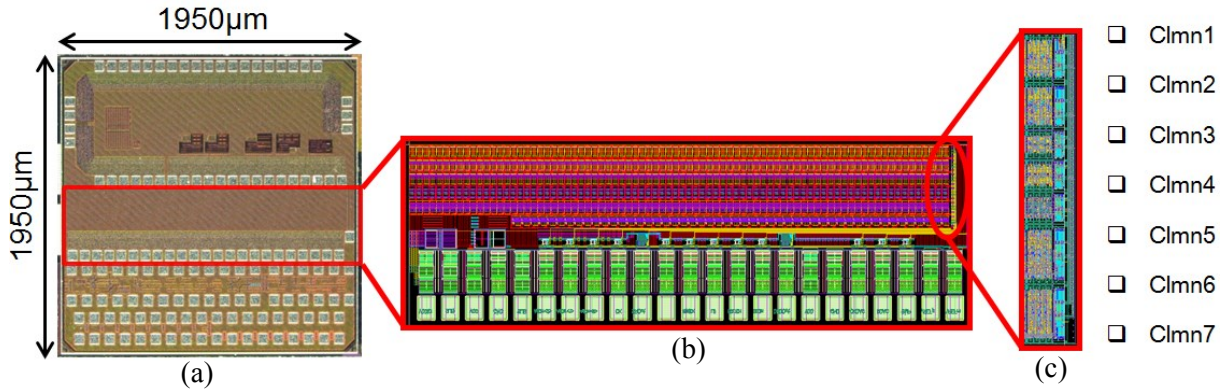 1950µm
1950µm
(a)
(b)
(c)
❑ Clmn1
❑ Clmn2
❑ Clmn3
❑ Clmn4
❑ Clmn5
❑ Clmn6
❑ Clmn7